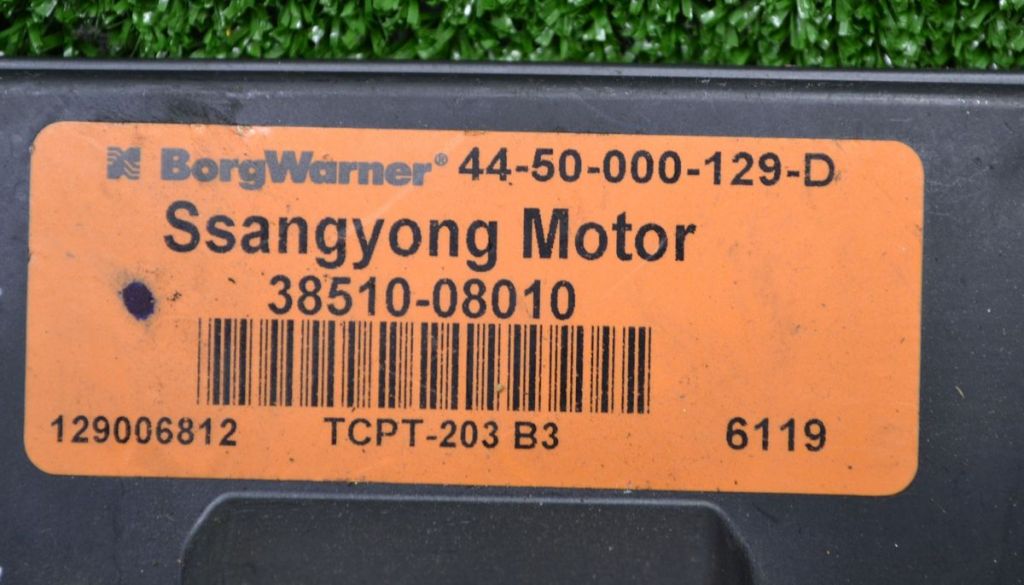 BorgWarner® 44-50-000-129-D
Ssangyong Motor
38510-08010
129006812 TCPT-203 B3 6119